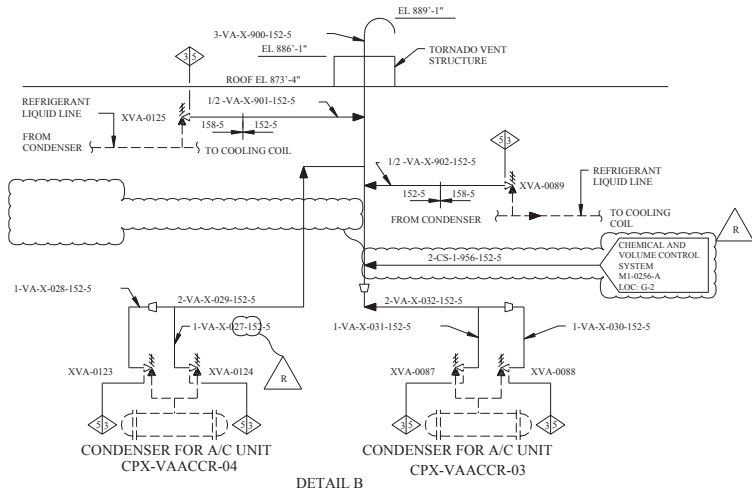 EL 889'-1"
3-VA-X-900-152-5
EL 886'-1"
TORNADO VENT
STRUCTURE
3 5
ROOF EL 873'-4"
REFRIGERANT
LIQUID LINE
XVA-0125
1/2 -VA-X-901-152-5
158-5
152-5
FROM
CONDENSER
TO COOLING COIL
5 3
1/2 -VA-X-902-152-5
XVA-0089
REFRIGERANT
LIQUID LINE
152-5
158-5
FROM CONDENSER
TO COOLING
COIL
R
CHEMICAL AND
VOLUME CONTROL
SYSTEM
M1-0256-A
LOC: G-2
2-CS-1-956-152-5
1-VA-X-028-152-5
2-VA-X-029-152-5
2-VA-X-032-152-5
1-VA-X-027-152-5
1-VA-X-031-152-5
1-VA-X-030-152-5
XVA-0123
XVA-0124
R
XVA-0087
XVA-0088
5 3
5 3
5 3
5 3
CONDENSER FOR A/C UNIT
CPX-VAACCR-04
CONDENSER FOR A/C UNIT
CPX-VAACCR-03
DETAIL B